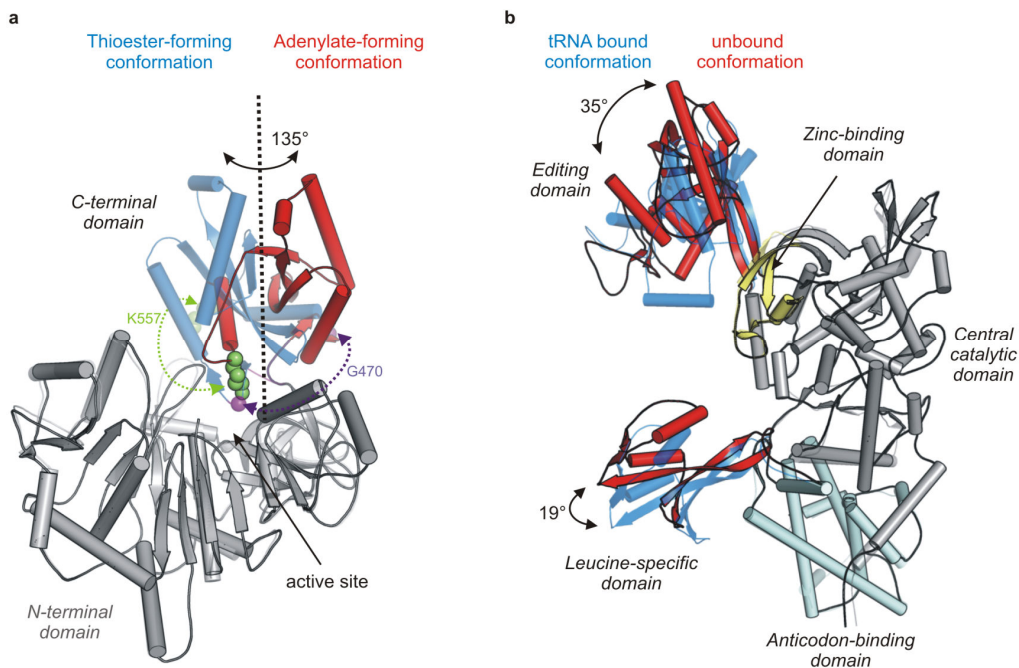 a
Thioester-forming
conformation
Adenylate-forming
conformation
135°
C-terminal
domain
K557
G470
active site
N-terminal
domain
b
tRNA bound
conformation
unbound
conformation
35°
Zinc-binding
domain
Editing
domain
Central
catalytic
domain
19°
Leucine-specific
domain
Anticodon-binding
domain